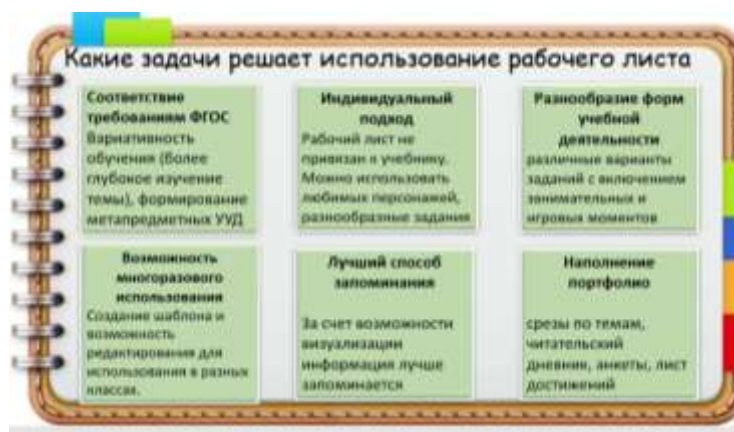 Какие задачи решает использование рабочего листа
Соответствие
требованиям ФГОС
Вариативность
обучения (более
глубокое изучение
темы), формирование
метапредметных УУД
Индивидуальный
подход
Рабочий лист не
привязан к учебнику.
Можно использовать
любимых персонажей,
разнообразные задания
Разнообразие форм
учебной
деятельности
различные варианты
заданий с включением
занимательных и
игровых моментов
Возможность
многоразового
использования
Создание шаблона и
возможность
редактирования для
использования в разных
классах.
Лучший способ
запоминания
За счет возможности
визуализации
информация лучше
запоминается
Наполнение
портфолио
срезы по темам,
читательский
дневник, анкеты, лист
достижений